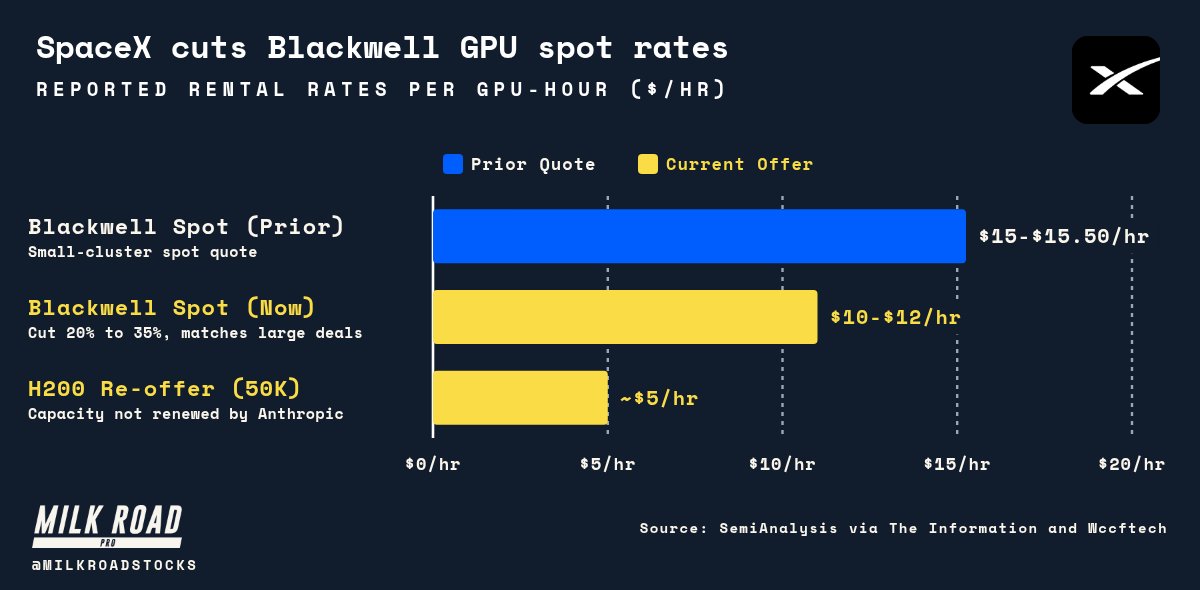 SpaceX cuts Blackwell GPU spot rates
REPORTED RENTAL RATES PER GPU-HOUR ($/HR)
Prior Quote
Current Offer
Blackwell Spot (Prior)
Small-cluster spot quote
$15-$15.50/hr
Blackwell Spot (Now)
Cut 20% to 35%, matches large deals
$10-$12/hr
H200 Re-offer (50K)
Capacity not renewed by Anthropic
~$5/hr
$0/hr
$5/hr
$10/hr
$15/hr
$20/hr
MILK ROAD
PRO
@MILKROADSTOCKS
Source: SemiAnalysis via The Information and Wccftech